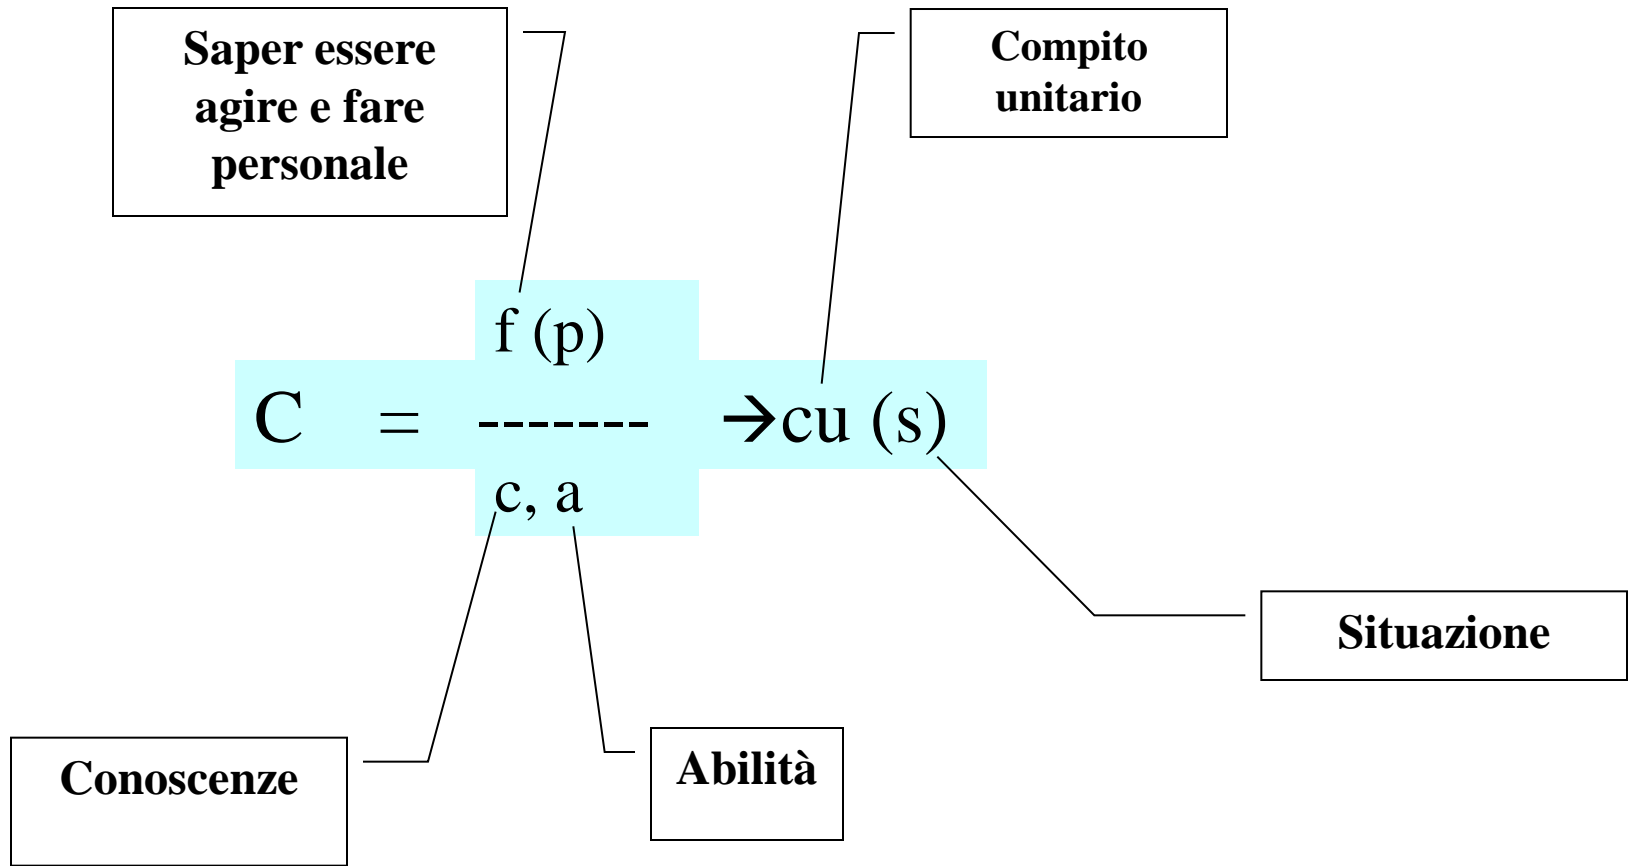 Saper essere
agire e fare
personale
Compito
unitario
f (p)
C = ------- →cu (s)
c, a
Situazione
Conoscenze
Abilità